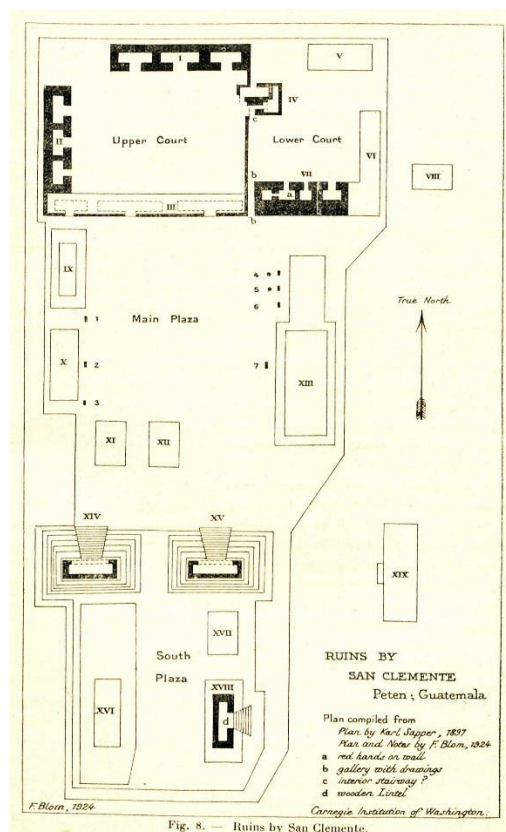 I
V
IV
c
Upper Court
Lower Court
II
VI
b
VII
a
VIII
III
b
IX
4
5
True North
1
Main Plaza
6
X
2
7
XIII
3
XI
XII
XIV
XV
XIX
XVII
South
Plaza
RUINS BY
SAN CLEMENTE
Peten; Guatemala
XVIII
XVI
d
Plan compiled from
Plan by Karl Sapper, 1897
Plan and Notes by F. Blom, 1924
a red hands on wall
b gallery with drawings
c interior stairway?
d wooden Lintel
F. Blom, 1924
Carnegie Institution of Washington.
Fig. 8. — Ruins by San Clemente.